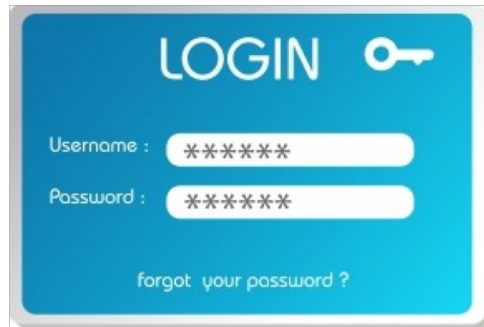 LOGIN
Username : ******
Password : ******
forgot your password ?